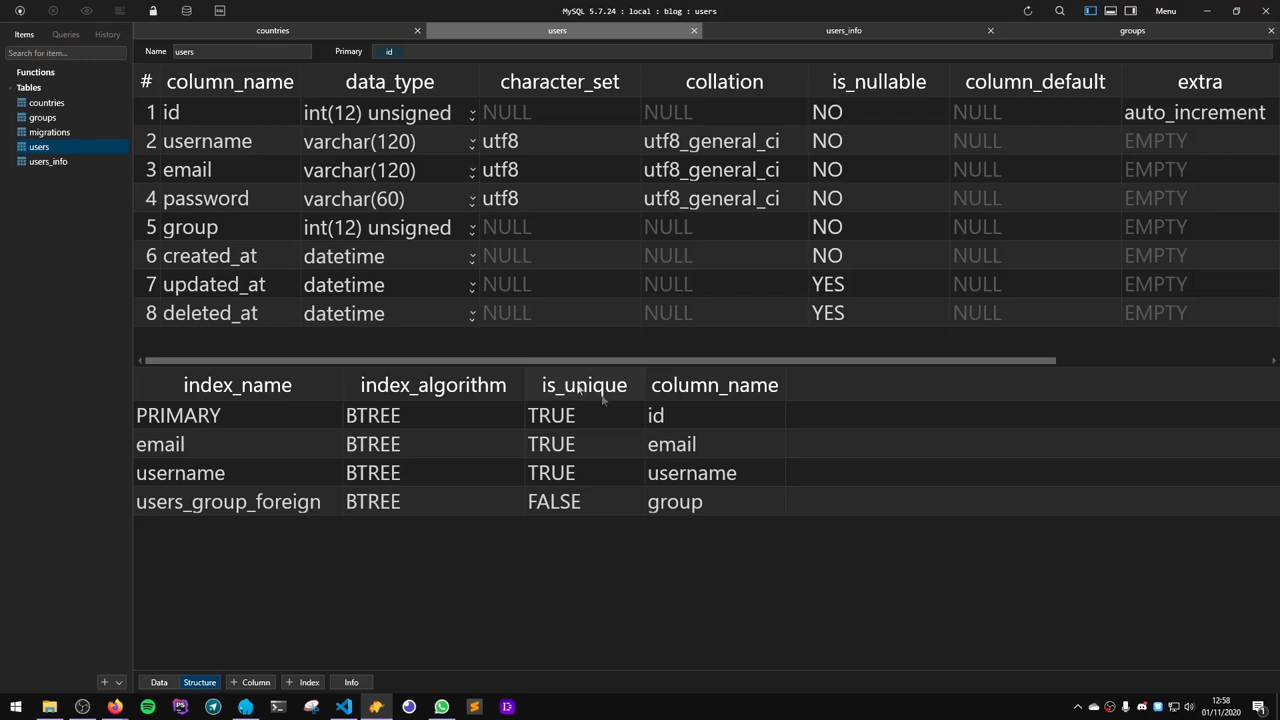 MySQL 5.7.24 : local : blog : users
Menu
Items Queries History
countries users users_info groups
Search for item...
Name users Primary id
Functions
Tables
countries
groups
migrations
users
users_info
# column_name data_type character_set collation is_nullable column_default extra
1 id int(12) unsigned NULL NULL NO NULL auto_increment
2 username varchar(120) utf8 utf8_general_ci NO NULL EMPTY
3 email varchar(120) utf8 utf8_general_ci NO NULL EMPTY
4 password varchar(60) utf8 utf8_general_ci NO NULL EMPTY
5 group int(12) unsigned NULL NULL NO NULL EMPTY
6 created_at datetime NULL NULL NO NULL EMPTY
7 updated_at datetime NULL NULL YES NULL EMPTY
8 deleted_at datetime NULL NULL YES NULL EMPTY
index_name index_algorithm is_unique column_name
PRIMARY BTREE TRUE id
email BTREE TRUE email
username BTREE TRUE username
users_group_foreign BTREE FALSE group
+ Data Structure + Column + Index Info
12:58
01/11/2020